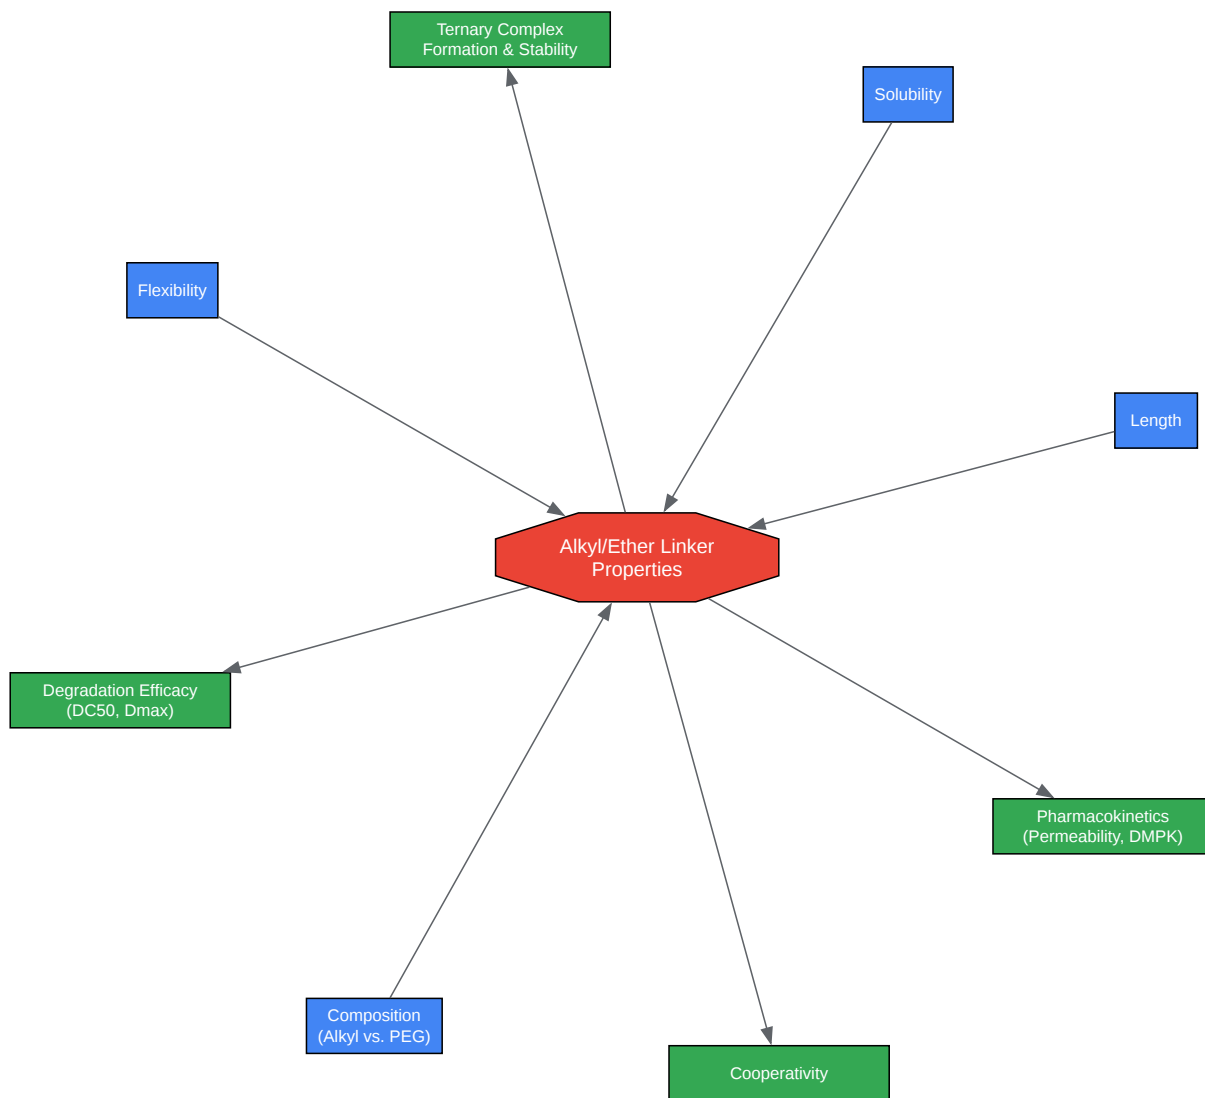 Ternary Complex
Formation & Stability
Solubility
Flexibility
Length
Alkyl/Ether Linker
Properties
Degradation Efficacy
(DC50, Dmax)
Pharmacokinetics
(Permeability, DMPK)
Composition
(Alkyl vs. PEG)
Cooperativity